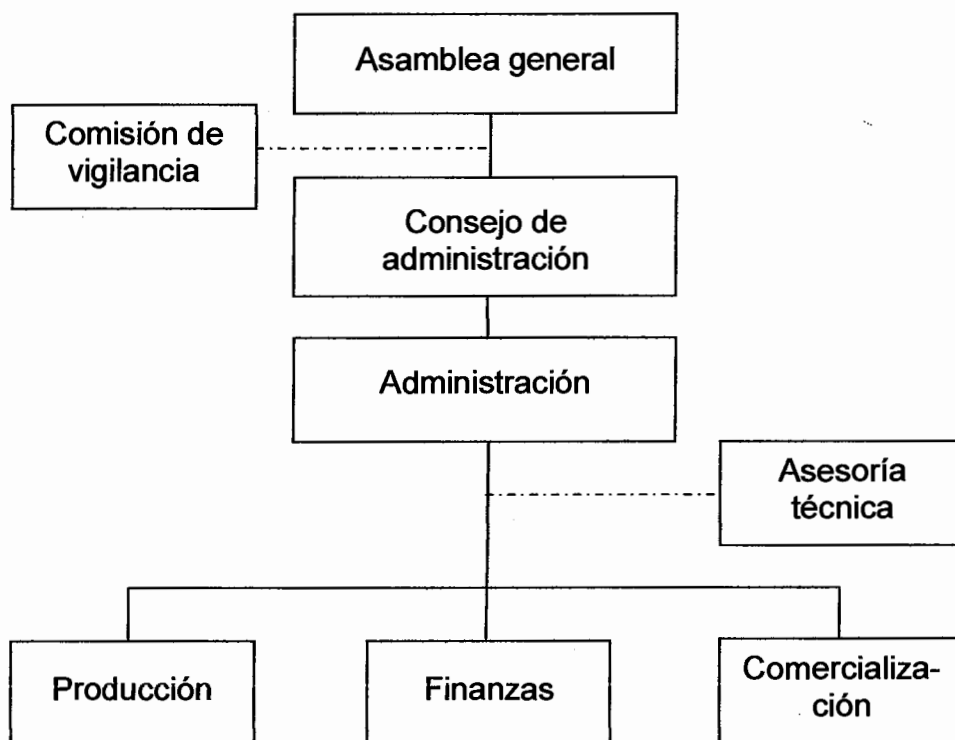 Asamblea general
Comisión de
vigilancia
Consejo de
administración
Administración
Asesoría
técnica
Producción
Finanzas
Comercializa-
ción